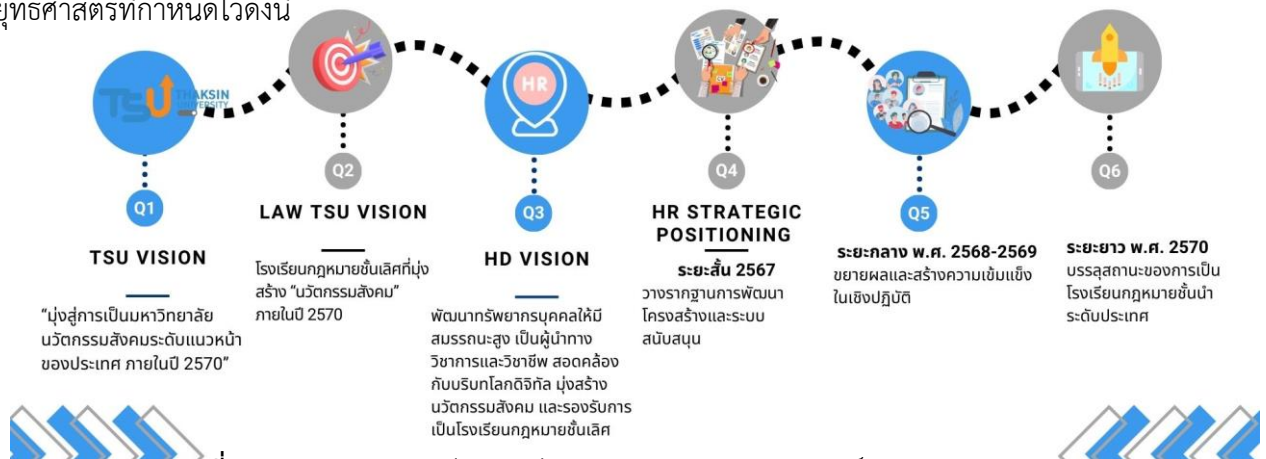 ยุทธศาสตร์ที่กำหนดไว้ดังนี้
TSU THAKSIN
UNIVERSITY
HR
Q1
TSU VISION
“มุ่งสู่การเป็นมหาวิทยาลัย
นวัตกรรมสังคมระดับแนวหน้า
ของประเทศ ภายในปี 2570”
Q2
LAW TSU VISION
โรงเรียนกฎหมายชั้นเลิศที่มุ่ง
สร้าง “นวัตกรรมสังคม”
ภายในปี 2570
Q3
HD VISION
พัฒนาทรัพยากรบุคคลให้มี
สมรรถนะสูง เป็นผู้นำทาง
วิชาการและวิชาชีพ สอดคล้อง
กับบริบทโลกดิจิทัล มุ่งสร้าง
นวัตกรรมสังคม และรองรับการ
เป็นโรงเรียนกฎหมายชั้นเลิศ
Q4
HR STRATEGIC
POSITIONING
ระยะสั้น 2567
วางรากฐานการพัฒนา
โครงสร้างและระบบ
สนับสนุน
Q5
ระยะกลาง พ.ศ. 2568-2569
ขยายผลและสร้างความเข้มแข็ง
ในเชิงปฏิบัติ
Q6
ระยะยาว พ.ศ. 2570
บรรลุสถานะของการเป็น
โรงเรียนกฎหมายชั้นนำ
ระดับประเทศ